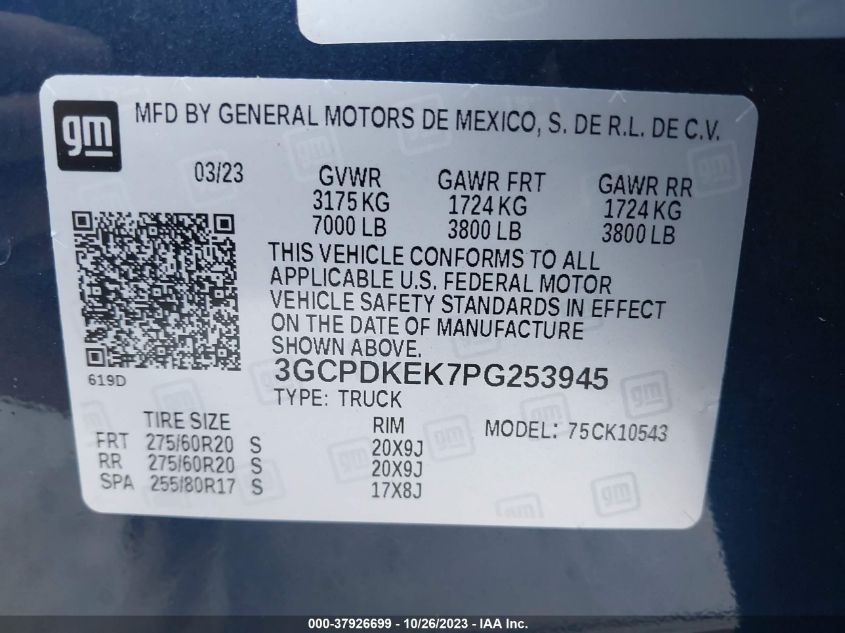 gm
MFD BY GENERAL MOTORS DE MEXICO, S. DE R.L. DE C.V.
03/23 GVWR GAWR FRT GAWR RR
3175 KG 1724 KG 1724 KG
7000 LB 3800 LB 3800 LB
THIS VEHICLE CONFORMS TO ALL
APPLICABLE U.S. FEDERAL MOTOR
VEHICLE SAFETY STANDARDS IN EFFECT
ON THE DATE OF MANUFACTURE
SHOWN ABOVE.
619D
3GCPDKEK7PG253945
TYPE: TRUCK
TIRE SIZE RIM MODEL: 75CK10543
FRT 275/60R20 S 20X9J
RR 275/60R20 S 20X9J
SPA 255/80R17 S 17X8J
000-37926699 - 10/26/2023 - IAA Inc.